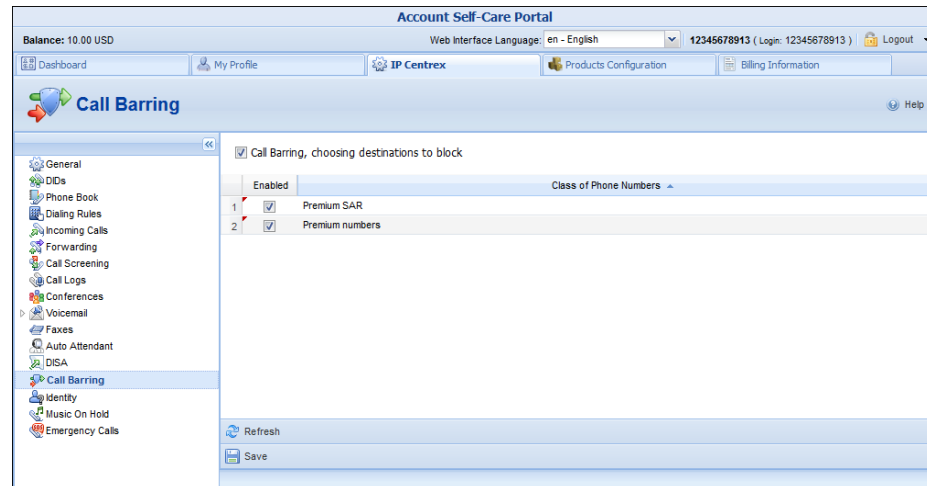 Account Self-Care Portal
Balance: 10.00 USD Web Interface Language: en - English 12345678913 ( Login: 12345678913 ) Logout
Dashboard My Profile IP Centrex Products Configuration Billing Information
Call Barring Help
General
DIDs
Phone Book
Dialing Rules
Incoming Calls
Forwarding
Call Screening
Call Logs
Conferences
Voicemail
Faxes
Auto Attendant
DISA
Call Barring
Identity
Music On Hold
Emergency Calls
Call Barring, choosing destinations to block
Enabled Class of Phone Numbers
1 Premium SAR
2 Premium numbers
Refresh
Save